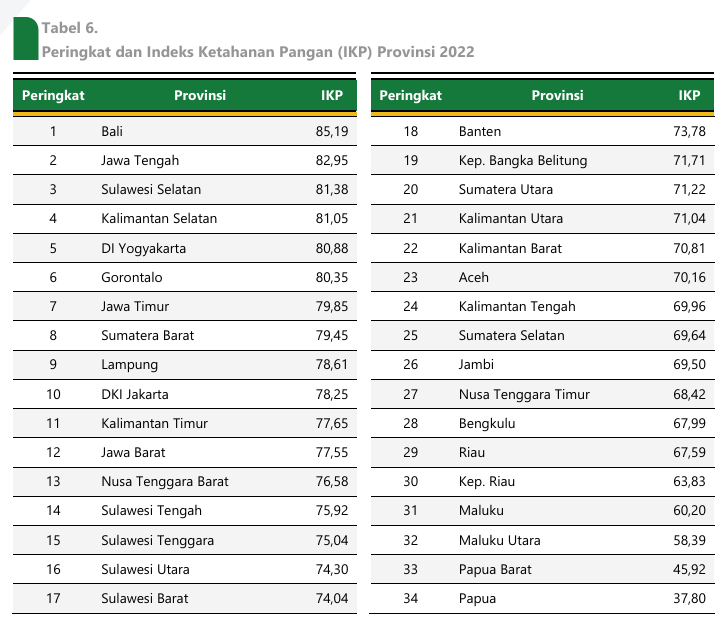 Tabel 6.
Peringkat dan Indeks Ketahanan Pangan (IKP) Provinsi 2022
Peringkat Provinsi IKP
1 Bali 85,19
2 Jawa Tengah 82,95
3 Sulawesi Selatan 81,38
4 Kalimantan Selatan 81,05
5 DI Yogyakarta 80,88
6 Gorontalo 80,35
7 Jawa Timur 79,85
8 Sumatera Barat 79,45
9 Lampung 78,61
10 DKI Jakarta 78,25
11 Kalimantan Timur 77,65
12 Jawa Barat 77,55
13 Nusa Tenggara Barat 76,58
14 Sulawesi Tengah 75,92
15 Sulawesi Tenggara 75,04
16 Sulawesi Utara 74,30
17 Sulawesi Barat 74,04
Peringkat Provinsi IKP
18 Banten 73,78
19 Kep. Bangka Belitung 71,71
20 Sumatera Utara 71,22
21 Kalimantan Utara 71,04
22 Kalimantan Barat 70,81
23 Aceh 70,16
24 Kalimantan Tengah 69,96
25 Sumatera Selatan 69,64
26 Jambi 69,50
27 Nusa Tenggara Timur 68,42
28 Bengkulu 67,99
29 Riau 67,59
30 Kep. Riau 63,83
31 Maluku 60,20
32 Maluku Utara 58,39
33 Papua Barat 45,92
34 Papua 37,80